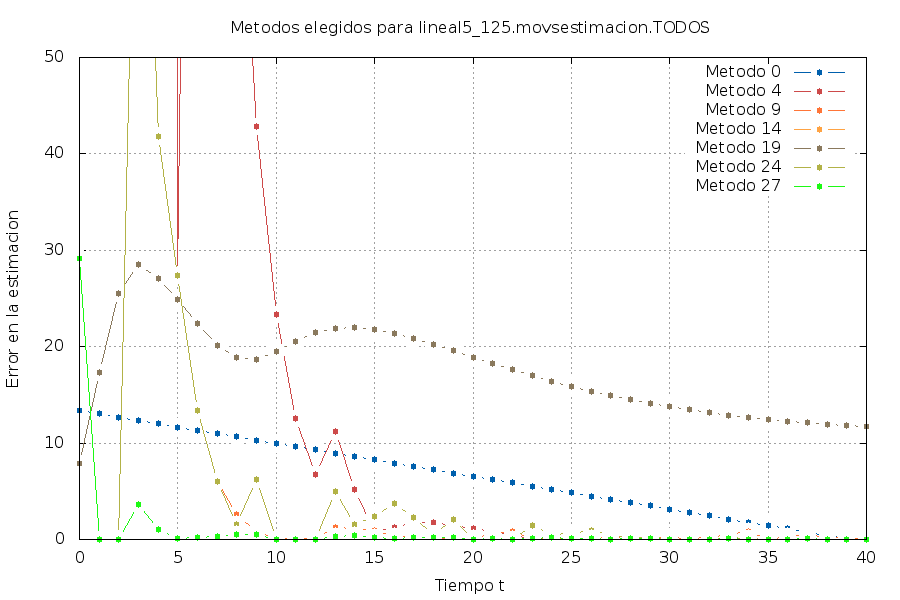 Metodos elegidos para lineal5_125.movsestimacion.TODOS
50
40
30
20
10
0
Error en la estimacion
Metodo 0
Metodo 4
Metodo 9
Metodo 14
Metodo 19
Metodo 24
Metodo 27
0 5 10 15 20 25 30 35 40
Tiempo t